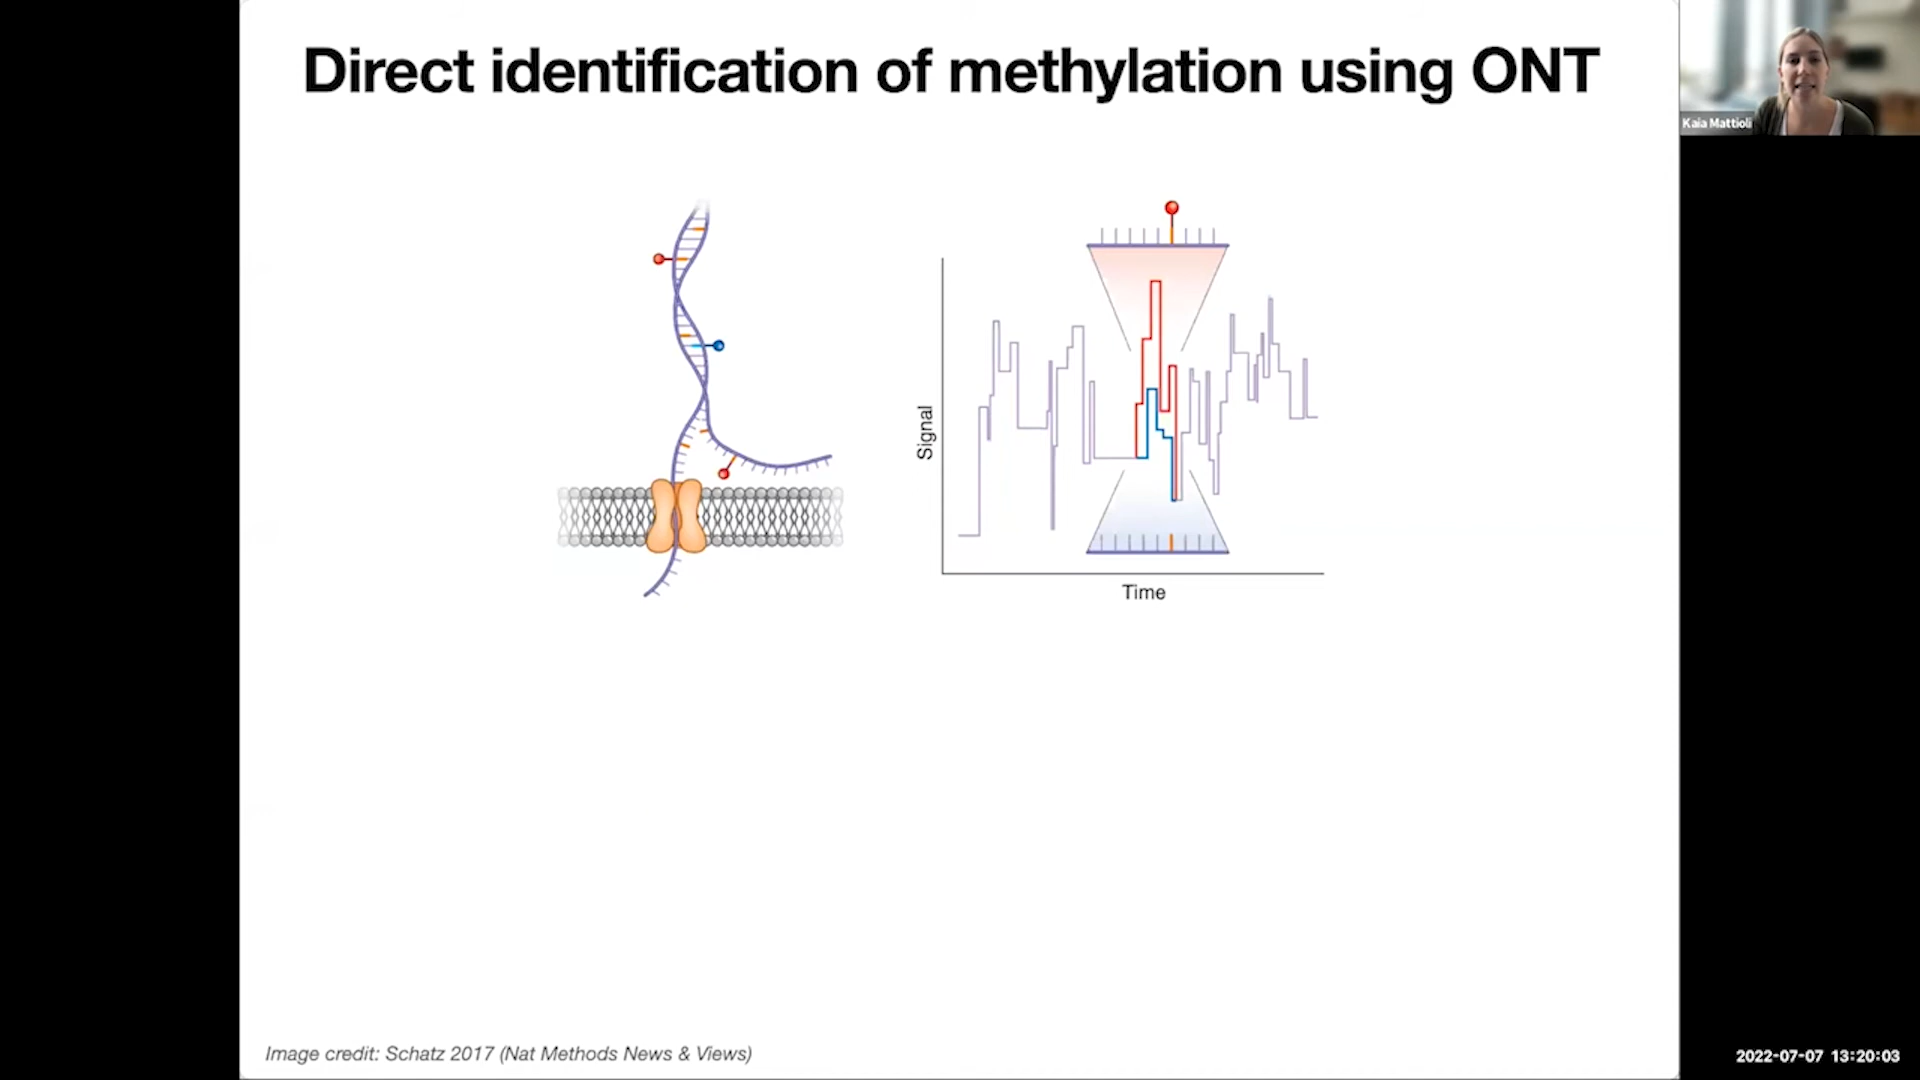 Direct identification of methylation using ONT
Kaia Mattioli
Signal
Time
Image credit: Schatz 2017 (Nat Methods News & Views)
2022-07-07 13:20:03